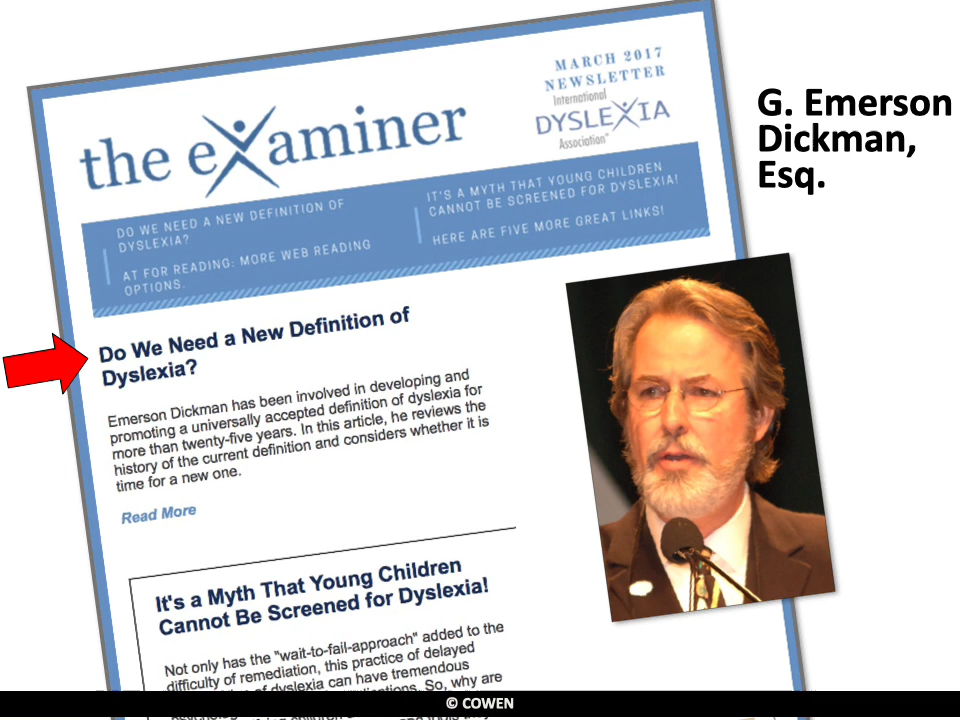 MARCH 2017
NEWSLETTER
International
DYSLEXIA
Association
the examiner
DO WE NEED A NEW DEFINITION OF
DYSLEXIA?
AT FOR READING: MORE WEB READING
OPTIONS.
IT'S A MYTH THAT YOUNG CHILDREN
CANNOT BE SCREENED FOR DYSLEXIA!
HERE ARE FIVE MORE GREAT LINKS!
G. Emerson
Dickman,
Esq.
Do We Need a New Definition of
Dyslexia?
Emerson Dickman has been involved in developing and
promoting a universally accepted definition of dyslexia for
more than twenty-five years. In this article, he reviews the
history of the current definition and considers whether it is
time for a new one.
Read More
It's a Myth That Young Children
Cannot Be Screened for Dyslexia!
Not only has the "wait-to-fail-approach" added to the
difficulty of remediation, this practice of delayed
of dyslexia can have tremendous
So, why are
© COWEN